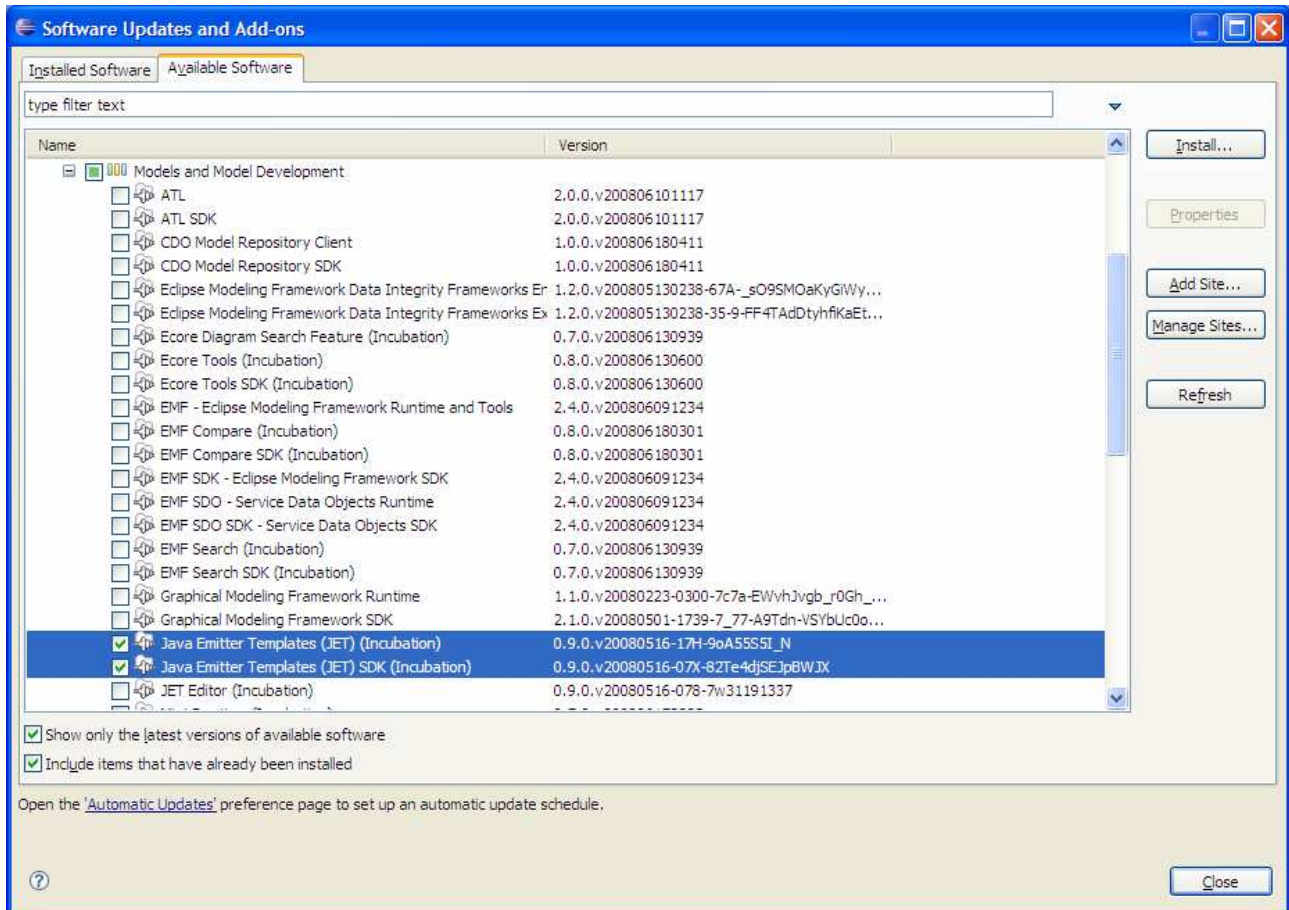 Software Updates and Add-ons
Installed Software Available Software
type filter text
Name Version
Install...
Models and Model Development
ATL 2.0.0.v200806101117
ATL SDK 2.0.0.v200806101117
Properties
CDO Model Repository Client 1.0.0.v200806180411
CDO Model Repository SDK 1.0.0.v200806180411
Eclipse Modeling Framework Data Integrity Frameworks Er 1.2.0.v200805130238-67A-_sO9SMOaKyGiWy...
Add Site...
Eclipse Modeling Framework Data Integrity Frameworks Ex 1.2.0.v200805130238-35-9-FF4TAdDtyhfiKaEt...
Manage Sites...
Ecore Diagram Search Feature (Incubation) 0.7.0.v200806130939
Ecore Tools (Incubation) 0.8.0.v200806130600
Ecore Tools SDK (Incubation) 0.8.0.v200806130600
Refresh
EMF - Eclipse Modeling Framework Runtime and Tools 2.4.0.v200806091234
EMF Compare (Incubation) 0.8.0.v200806180301
EMF Compare SDK (Incubation) 0.8.0.v200806180301
EMF SDK - Eclipse Modeling Framework SDK 2.4.0.v200806091234
EMF SDO - Service Data Objects Runtime 2.4.0.v200806091234
EMF SDO SDK - Service Data Objects SDK 2.4.0.v200806091234
EMF Search (Incubation) 0.7.0.v200806130939
EMF Search SDK (Incubation) 0.7.0.v200806130939
Graphical Modeling Framework Runtime 1.1.0.v20080223-0300-7c7a-EWvhJvgb_r0Gh_...
Graphical Modeling Framework SDK 2.1.0.v20080501-1739-7_77-A9Tdn-VSYbUc0o...
Java Emitter Templates (JET) (Incubation) 0.9.0.v20080516-17H-9oA55S5I_N
Java Emitter Templates (JET) SDK (Incubation) 0.9.0.v20080516-07X-82Te4djSEJpBWJX
JET Editor (Incubation) 0.9.0.v20080516-078-7w31191337
Show only the latest versions of available software
Include items that have already been installed
Open the 'Automatic Updates' preference page to set up an automatic update schedule.
Close